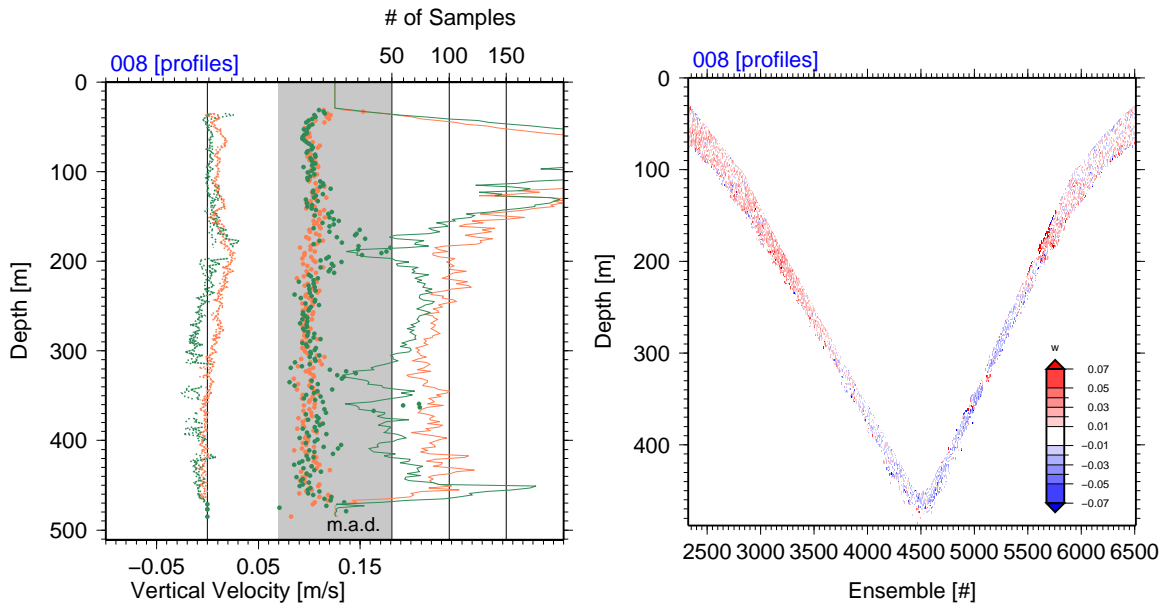 # of Samples
50 100 150
008 [profiles]
0
100
200
300
400
500
Depth [m]
m.a.d.
−0.05 0.05 0.15
Vertical Velocity [m/s]
008 [profiles]
0
100
200
300
400
Depth [m]
w
0.07
0.05
0.03
0.01
−0.01
−0.03
−0.05
−0.07
2500 3000 3500 4000 4500 5000 5500 6000 6500
Ensemble [#]